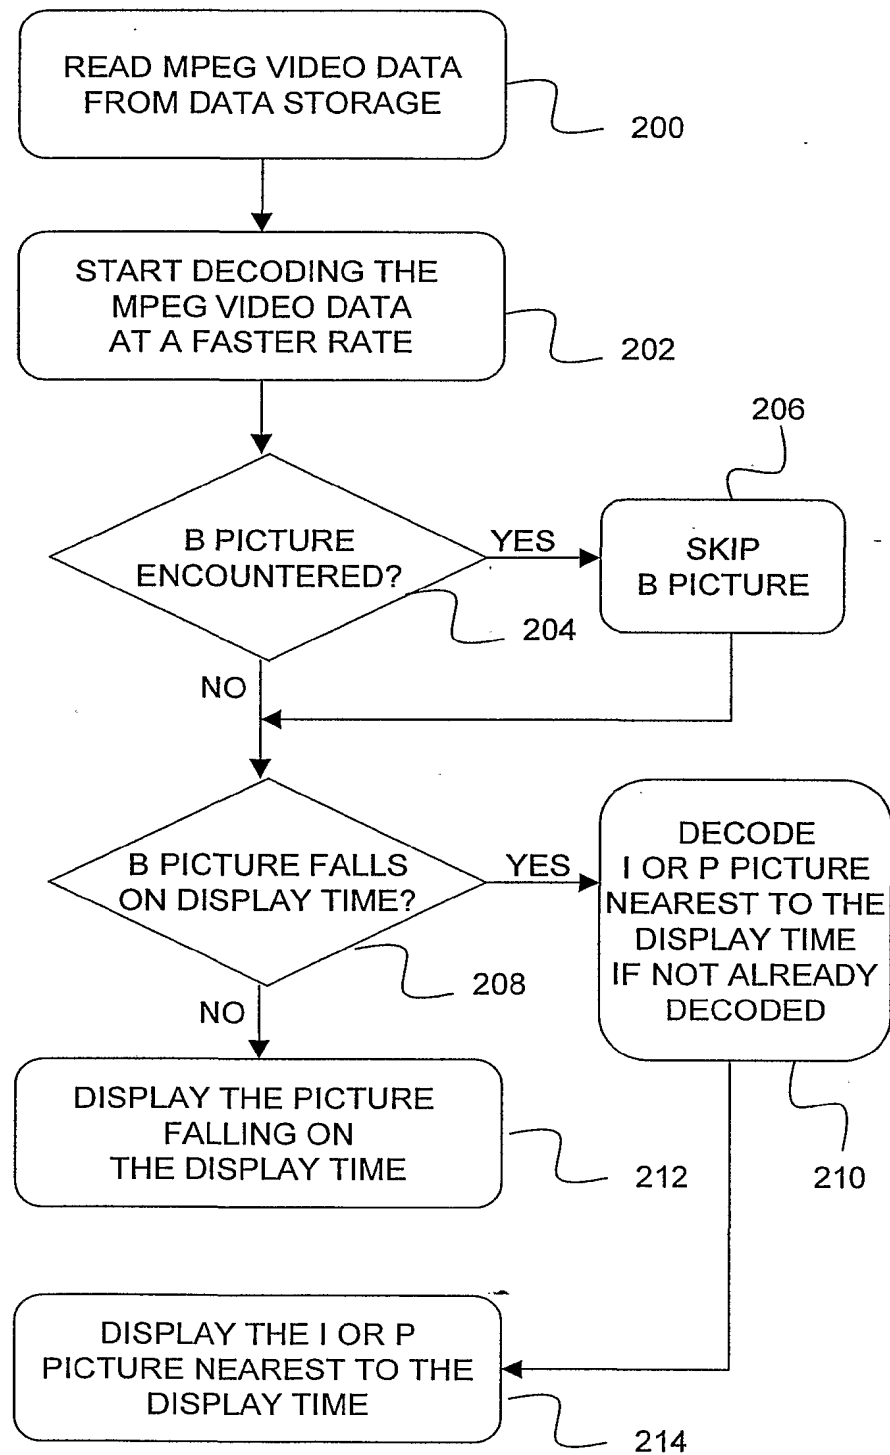 READ MPEG VIDEO DATA
FROM DATA STORAGE
200
START DECODING THE
MPEG VIDEO DATA
AT A FASTER RATE
202
206
B PICTURE
ENCOUNTERED?
YES
SKIP
B PICTURE
204
NO
B PICTURE FALLS
ON DISPLAY TIME?
YES
DECODE
I OR P PICTURE
NEAREST TO THE
DISPLAY TIME
IF NOT ALREADY
DECODED
208
NO
DISPLAY THE PICTURE
FALLING ON
THE DISPLAY TIME
212
210
DISPLAY THE I OR P
PICTURE NEAREST TO THE
DISPLAY TIME
214